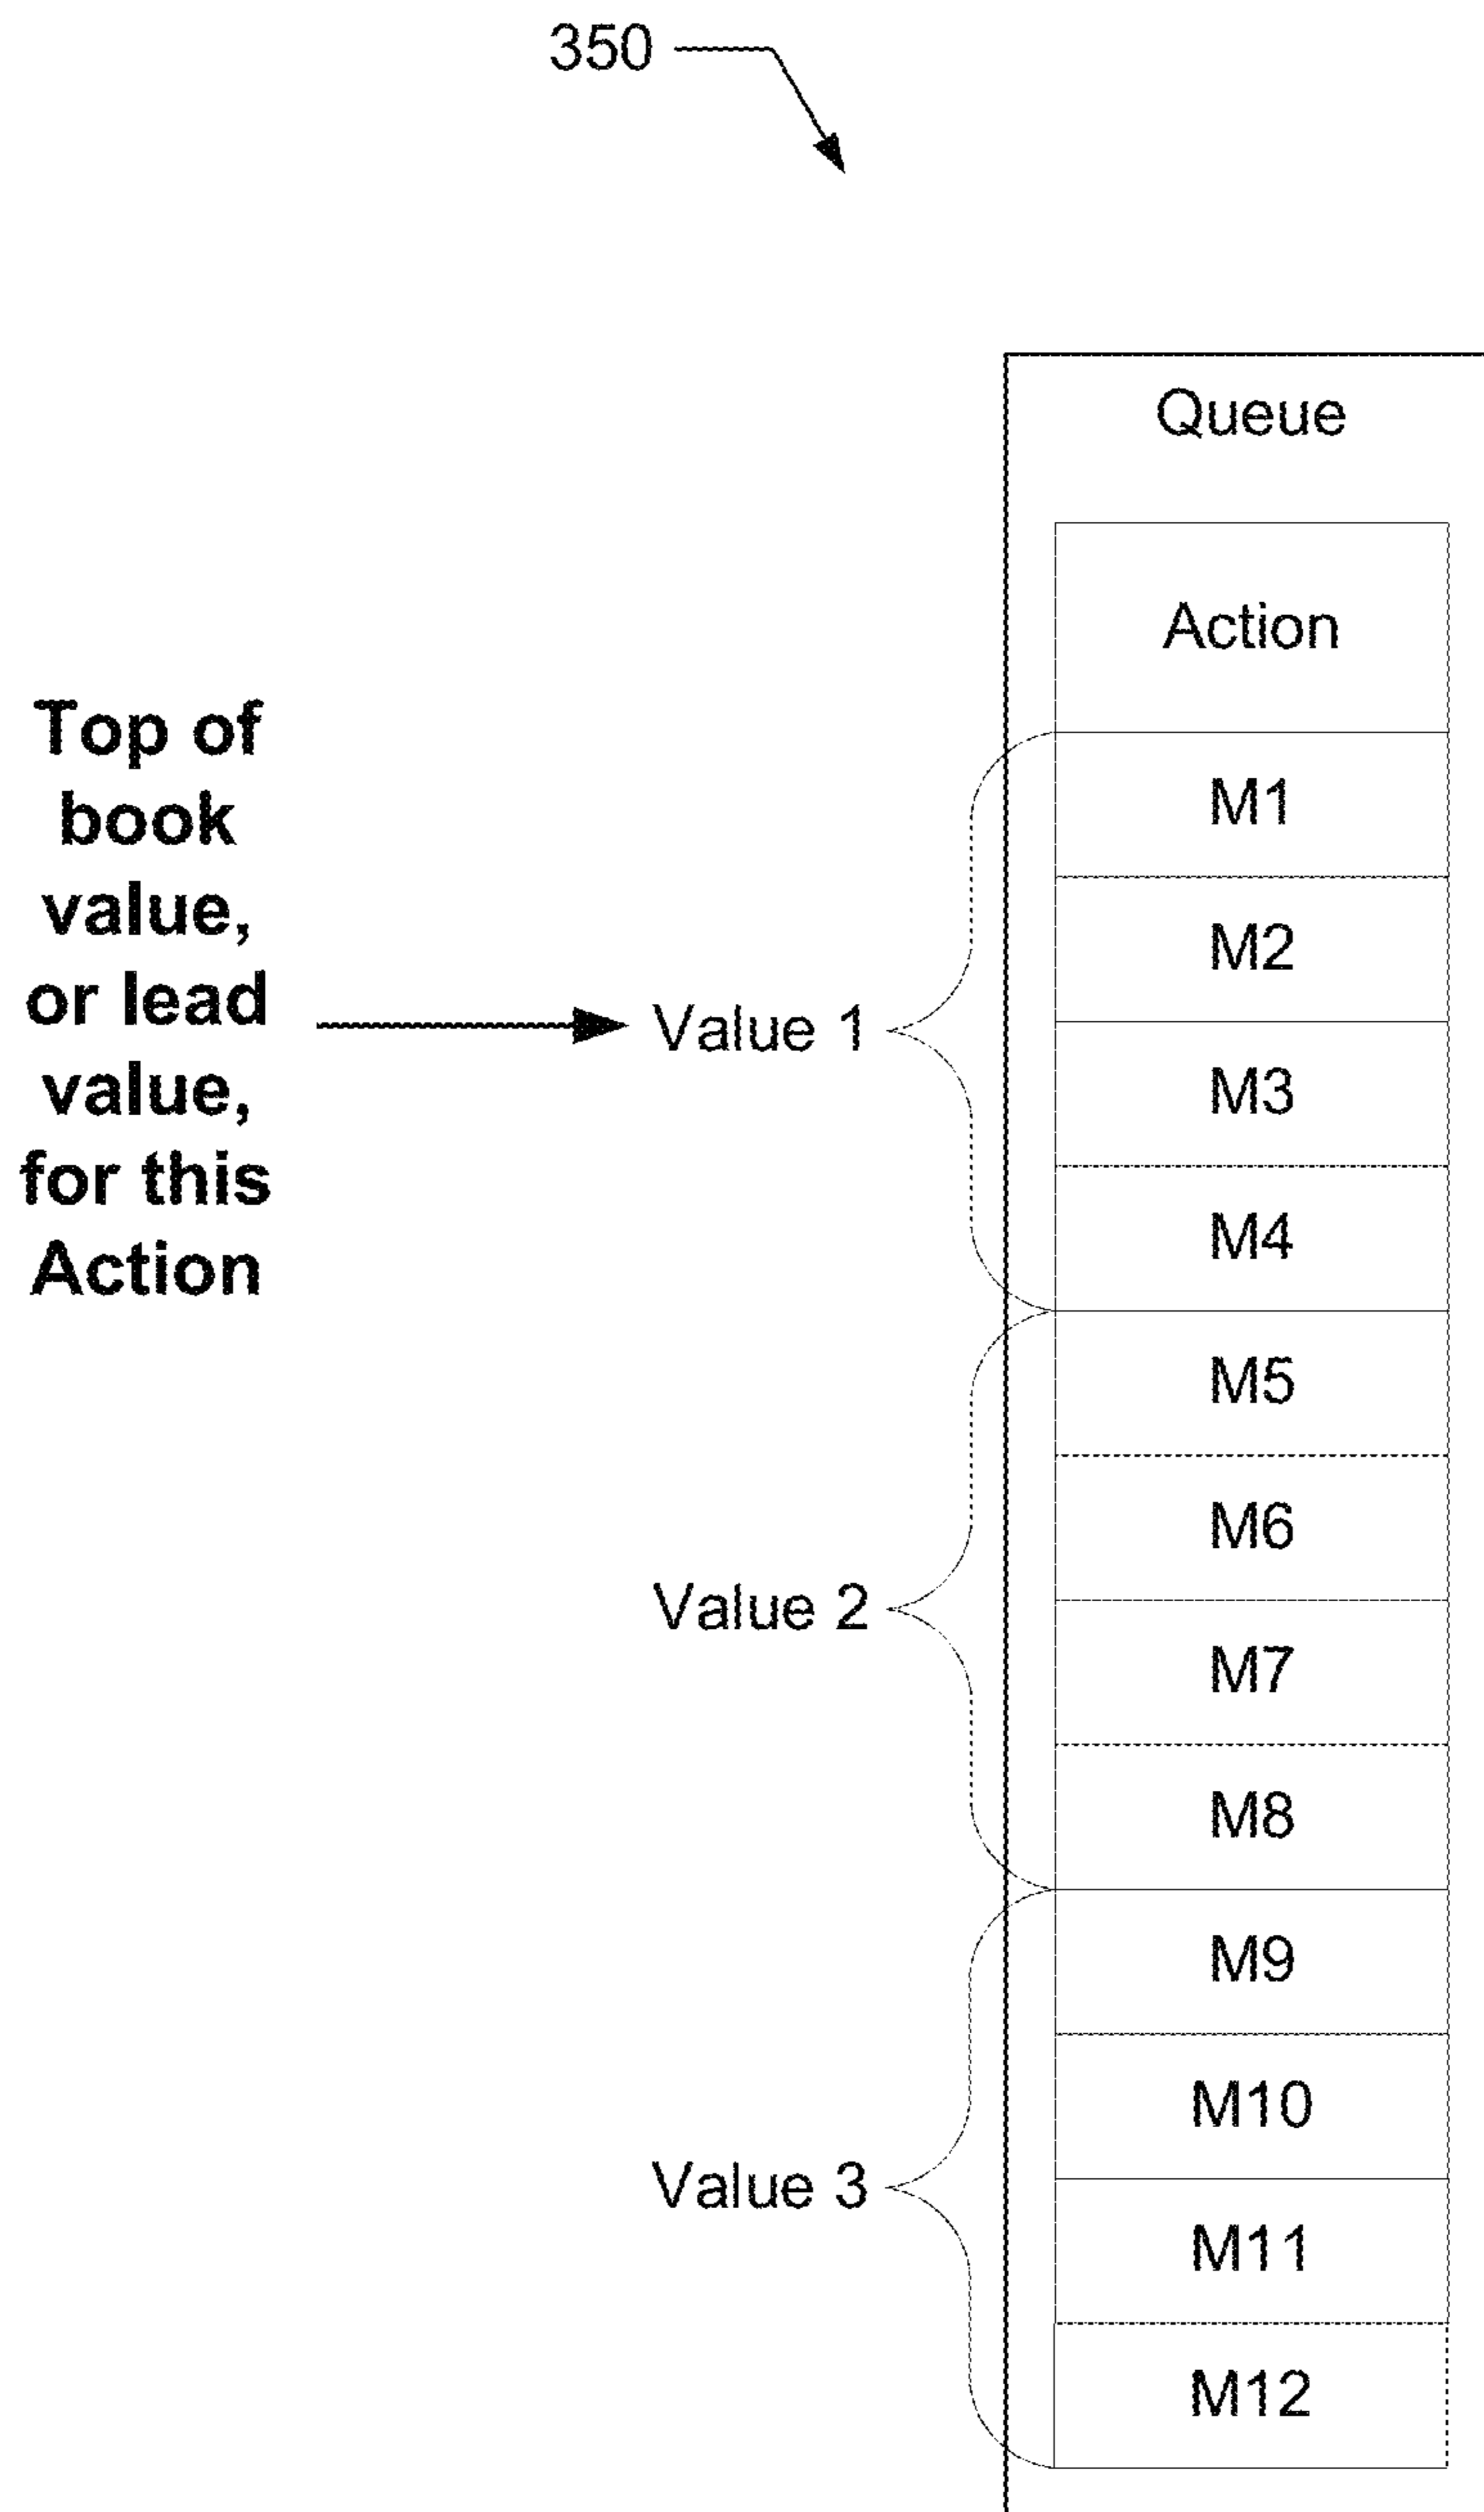 350
Queue
Action
Top of
book
value,
or lead
value,
for this
Action
Value 1
Value 2
Value 3
M1
M2
M3
M4
M5
M6
M7
M8
M9
M10
M11
M12